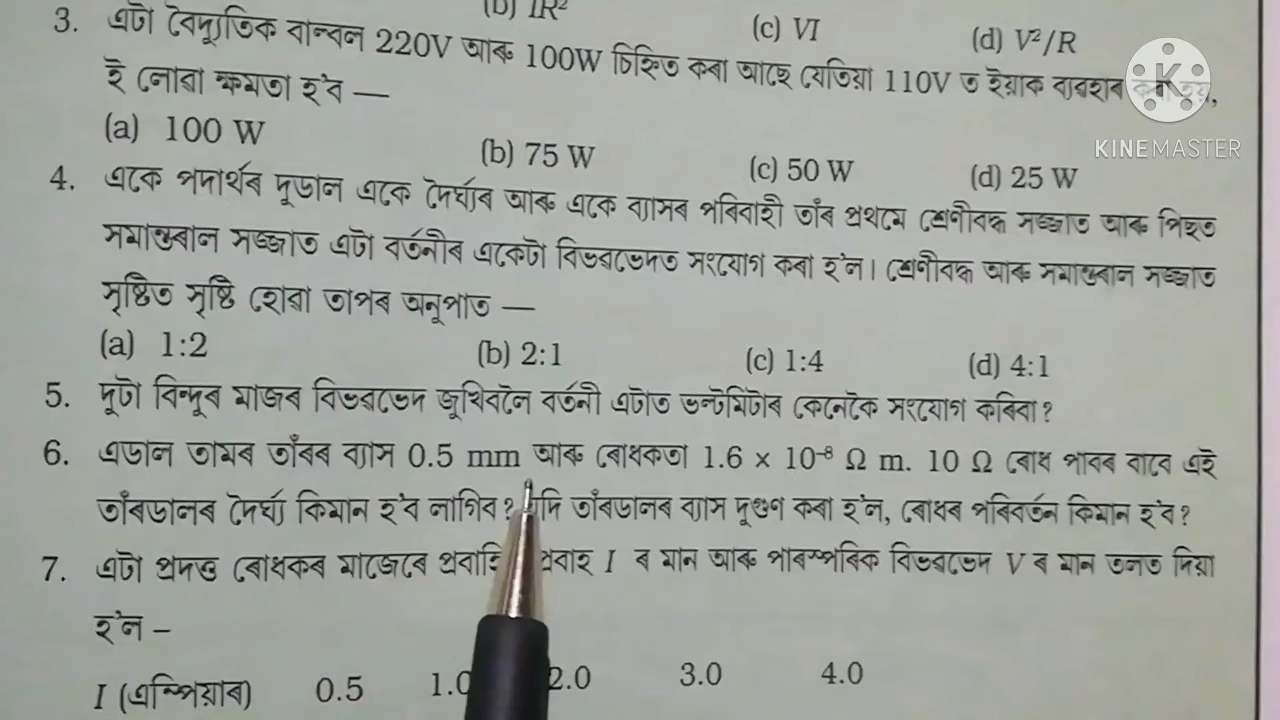 (b) IR²
(c) VI
(d) V²/R
3. এটা বৈদ্যুতিক বাল্বল 220V আৰু 100W চিহ্নিত কৰা আছে যেতিয়া 110V ত ইয়াক ব্যৱহাৰ
ই লোৱা ক্ষমতা হ'ব —
(a) 100 W
(b) 75 W
(c) 50 W
(d) 25 W
4. একে পদাৰ্থৰ দুডাল একে দৈৰ্ঘ্যৰ আৰু একে ব্যাসৰ পৰিবাহী তাঁৰ প্ৰথমে শ্ৰেণীবদ্ধ সজ্জাত আৰু পিছত
সমান্তৰাল সজ্জাত এটা বৰ্তনীৰ একেটা বিভৱভেদত সংযোগ কৰা হ'ল। শ্ৰেণীবদ্ধ আৰু সমান্তৰাল সজ্জাত
সৃষ্টিত সৃষ্টি হোৱা তাপৰ অনুপাত —
(a) 1:2
(b) 2:1
(c) 1:4
(d) 4:1
5. দুটা বিন্দুৰ মাজৰ বিভৱভেদ জুখিবলৈ বৰ্তনী এটাত ভল্টমিটাৰ কেনেকৈ সংযোগ কৰিবা?
6. এডাল তামৰ তাঁৰৰ ব্যাস 0.5 mm আৰু ৰোধকতা 1.6 × 10⁻⁸ Ω m. 10 Ω ৰোধ পাবৰ বাবে এই
তাঁৰডালৰ দৈৰ্ঘ্য কিমান হ'ব লাগিব? যদি তাঁৰডালৰ ব্যাস দুগুণ কৰা হ'ল, ৰোধৰ পৰিবৰ্তন কিমান হ'ব?
7. এটা প্ৰদত্ত ৰোধকৰ মাজেৰে প্ৰবাহ I ৰ মান আৰু পাৰস্পৰিক বিভৱভেদ V ৰ মান তলত দিয়া
হ'ল –
I (এম্পিয়াৰ) 0.5 1.0 2.0 3.0 4.0
K
KINEMASTER